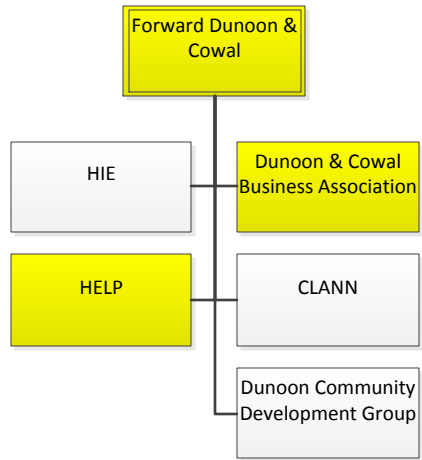 Forward Dunoon &
Cowal
HIE
Dunoon & Cowal
Business Association
HELP
CLANN
Dunoon Community
Development Group